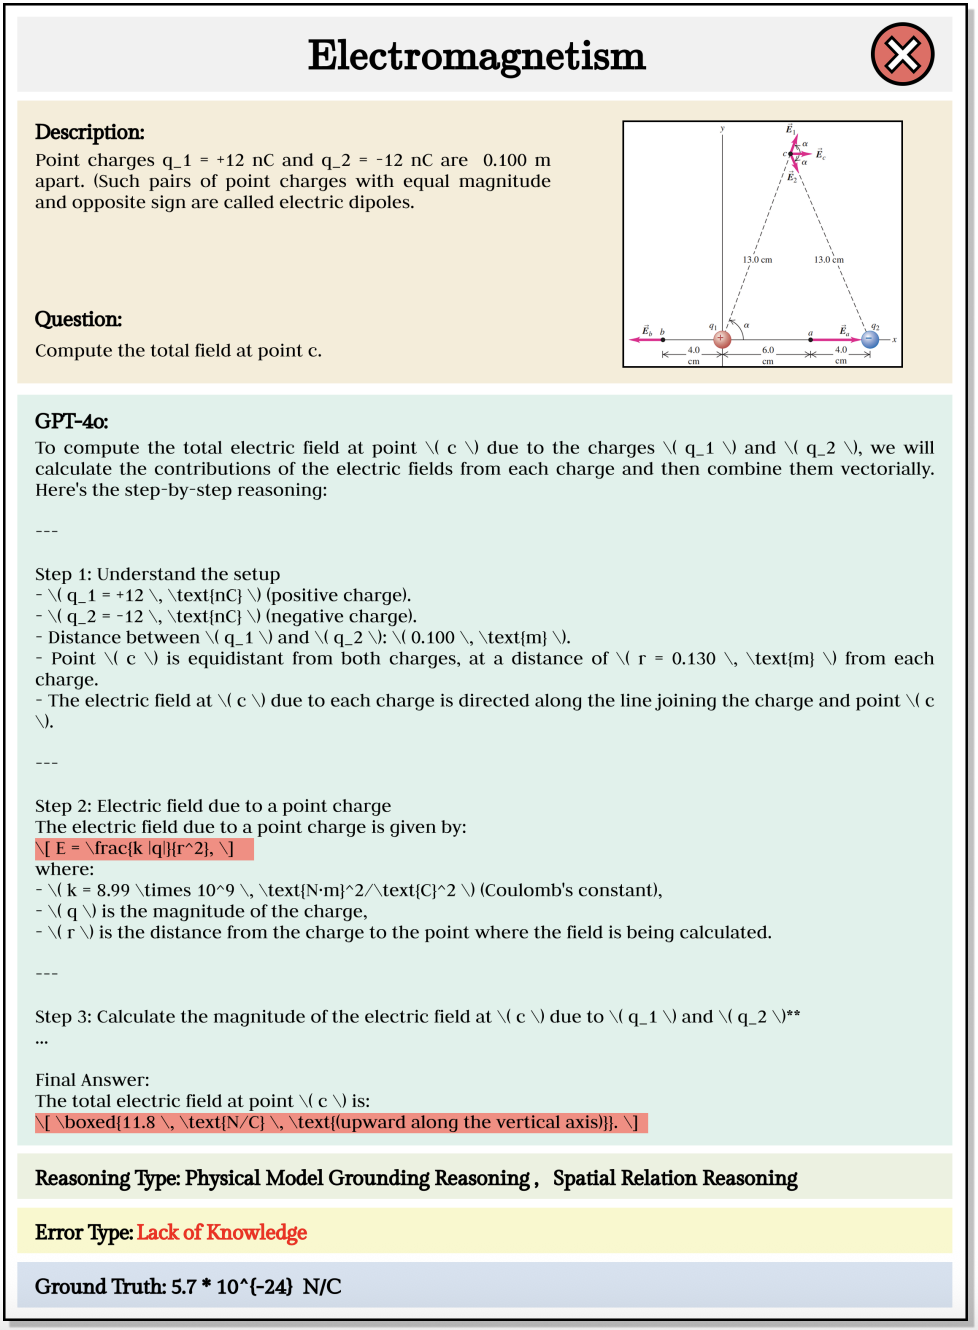 Electromagnetism
Description:
Point charges q_1 = +12 nC and q_2 = -12 nC are 0.100 m
apart. (Such pairs of point charges with equal magnitude
and opposite sign are called electric dipoles.
Question:
Compute the total field at point c.
y
E⃗₁
α
c
E⃗c
α
E⃗₂
13.0 cm
13.0 cm
E⃗b
b
q₁
α
a
E⃗a
q₂
+
−
x
4.0
cm
6.0
cm
4.0
cm
GPT-4o:
To compute the total electric field at point \( c \) due to the charges \( q_1 \) and \( q_2 \), we will
calculate the contributions of the electric fields from each charge and then combine them vectorially.
Here's the step-by-step reasoning:
---
Step 1: Understand the setup
- \( q_1 = +12 \, \text{nC} \) (positive charge).
- \( q_2 = -12 \, \text{nC} \) (negative charge).
- Distance between \( q_1 \) and \( q_2 \): \( 0.100 \, \text{m} \).
- Point \( c \) is equidistant from both charges, at a distance of \( r = 0.130 \, \text{m} \) from each
charge.
- The electric field at \( c \) due to each charge is directed along the line joining the charge and point \( c
\).
---
Step 2: Electric field due to a point charge
The electric field due to a point charge is given by:
\[ E = \frac{k |q|}{r^2}, \]
where:
- \( k = 8.99 \times 10^9 \, \text{N·m}^2/\text{C}^2 \) (Coulomb's constant),
- \( q \) is the magnitude of the charge,
- \( r \) is the distance from the charge to the point where the field is being calculated.
---
Step 3: Calculate the magnitude of the electric field at \( c \) due to \( q_1 \) and \( q_2 \)**
...
Final Answer:
The total electric field at point \( c \) is:
\[ \boxed{11.8 \, \text{N/C} \, \text{(upward along the vertical axis)}}. \]
Reasoning Type: Physical Model Grounding Reasoning , Spatial Relation Reasoning
Error Type: Lack of Knowledge
Ground Truth: 5.7 * 10^{-24} N/C